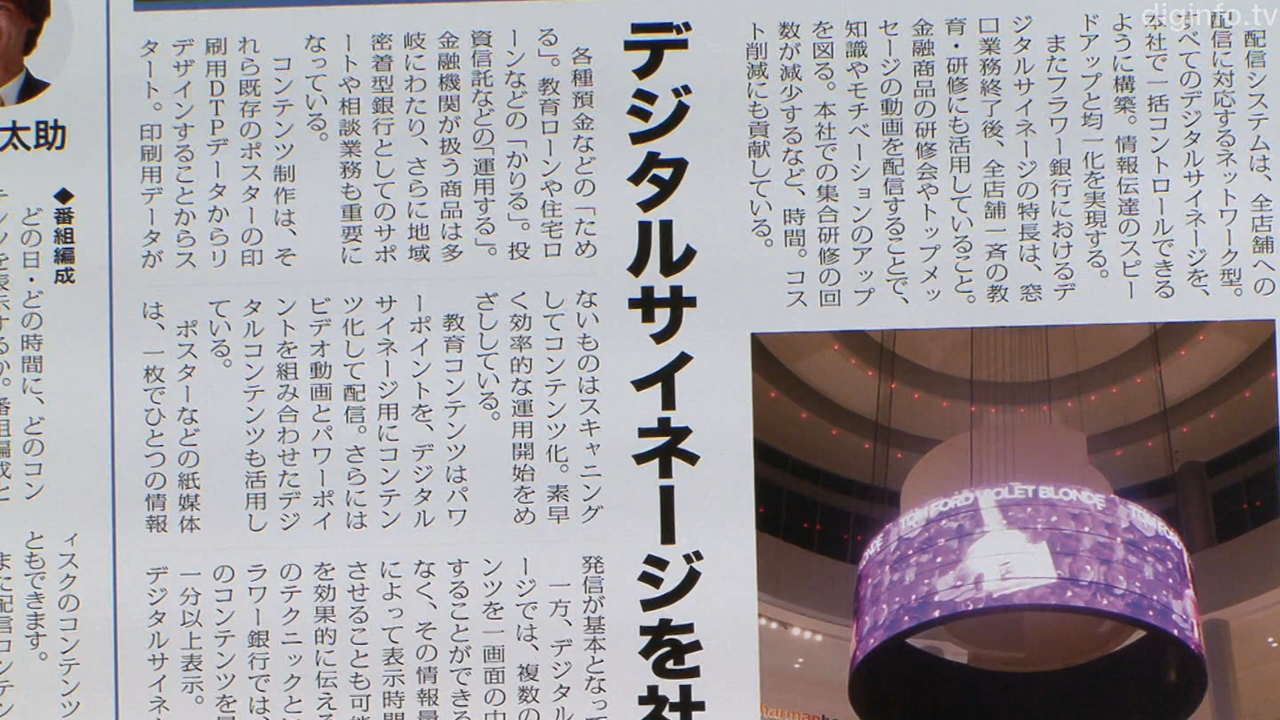 diginfo.tv
配信システムは、全店舗への
配信に対応するネットワーク型。
すべてのデジタルサイネージを、
本社で一括コントロールできる
ように構築。情報伝達のスピー
ドアップと均一化を実現する。
またフラワー銀行におけるデ
ジタルサイネージの特長は、窓
口業務終了後、全店舗一斉の教
育・研修にも活用していること。
金融商品の研修会やトップメッ
セージの動画を配信することで、
知識やモチベーションのアップ
を図る。本社での集合研修の回
数が減少するなど、時間。コス
ト削減にも貢献している。
TOM FORD VIOLET BLONDE
TOM FORD
デジタルサイネージを社
各種預金などの「ため
る」。教育ローンや住宅ロ
ーンなどの「かりる」。投
資信託などの「運用する」。
金融機関が扱う商品は多
岐にわたり、さらに地域
密着型銀行としてのサポ
ートや相談業務も重要に
なっている。
コンテンツ制作は、そ
れら既存のポスターの印
刷用DTPデータからリ
デザインすることからス
タート。印刷用データが
ないものはスキャニング
してコンテンツ化。素早
く効率的な運用開始をめ
ざしている。
教育コンテンツはパワ
ーポイントを、デジタル
サイネージ用にコンテン
ツ化して配信。さらには
ビデオ動画とパワーポイ
ントを組み合わせたデジ
タルコンテンツも活用し
ている。
ポスターなどの紙媒体
は、一枚でひとつの情報
発信が基本となって
一方、デジタル
ージでは、複数の
ンツを一画面の中
することができる
なく、その情報量
によって表示時間
させることも可能
を効果的に伝える
のテクニックとし
ラワー銀行では、
のコンテンツを最
一分以上表示。
デジタルサイネ
太助
◆番組編成
どの日・どの時間に、どのコン
テンツを表示するか。番組編成と
ィスクのコンテンツ
ともできます。
また配信コンテン